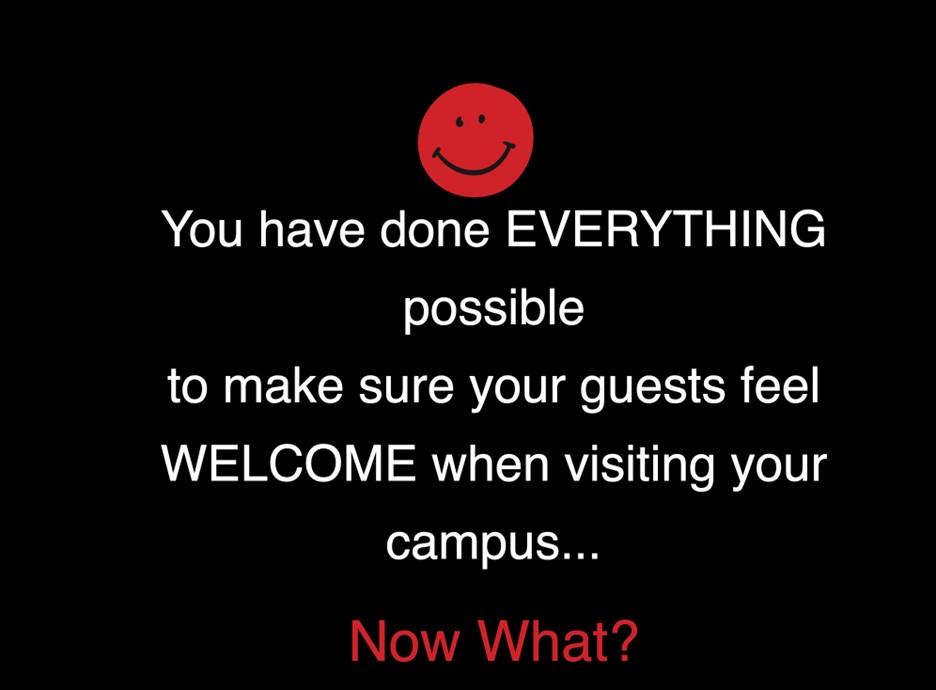 You have done EVERYTHING
possible
to make sure your guests feel
WELCOME when visiting your
campus...
Now What?